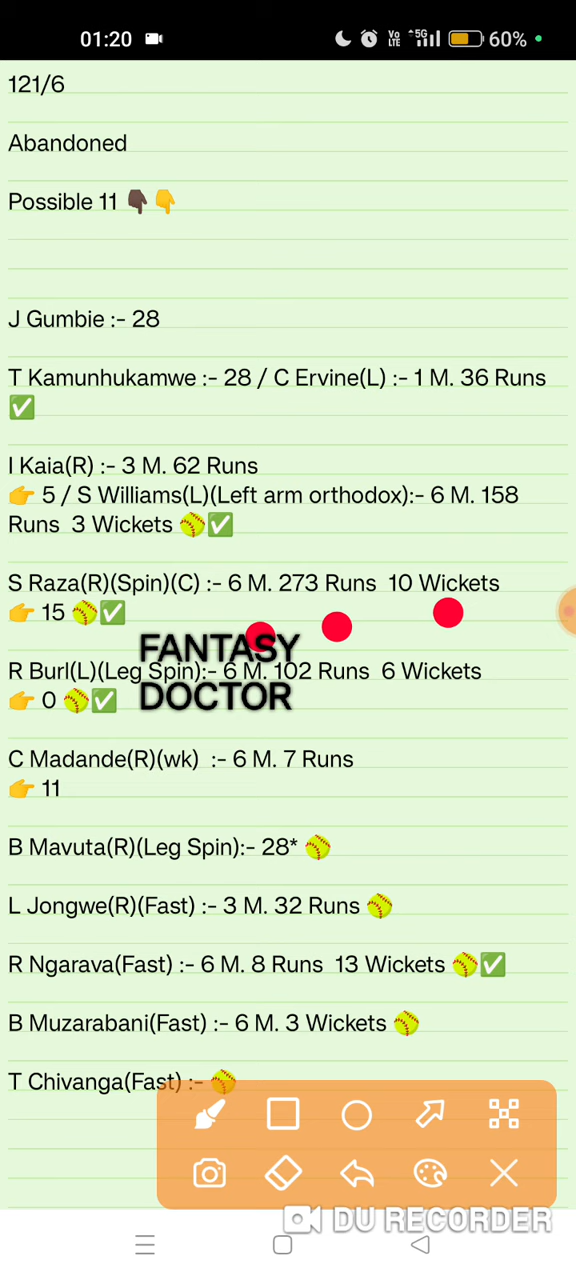 01:20
Vo LTE 5G 60%
121/6
Abandoned
Possible 11 👇🏿 👇
J Gumbie :- 28
T Kamunhukamwe :- 28 / C Ervine(L) :- 1 M. 36 Runs
✅
I Kaia(R) :- 3 M. 62 Runs
👉 5 / S Williams(L)(Left arm orthodox):- 6 M. 158
Runs 3 Wickets 🥎✅
S Raza(R)(Spin)(C) :- 6 M. 273 Runs 10 Wickets
👉 15 🥎✅
FANTASY
DOCTOR
R Burl(L)(Leg Spin):- 6 M. 102 Runs 6 Wickets
👉 0 🥎✅
C Madande(R)(wk) :- 6 M. 7 Runs
👉 11
B Mavuta(R)(Leg Spin):- 28* 🥎
L Jongwe(R)(Fast) :- 3 M. 32 Runs 🥎
R Ngarava(Fast) :- 6 M. 8 Runs 13 Wickets 🥎✅
B Muzarabani(Fast) :- 6 M. 3 Wickets 🥎
T Chivanga(Fast) :- 🥎
DU RECORDER